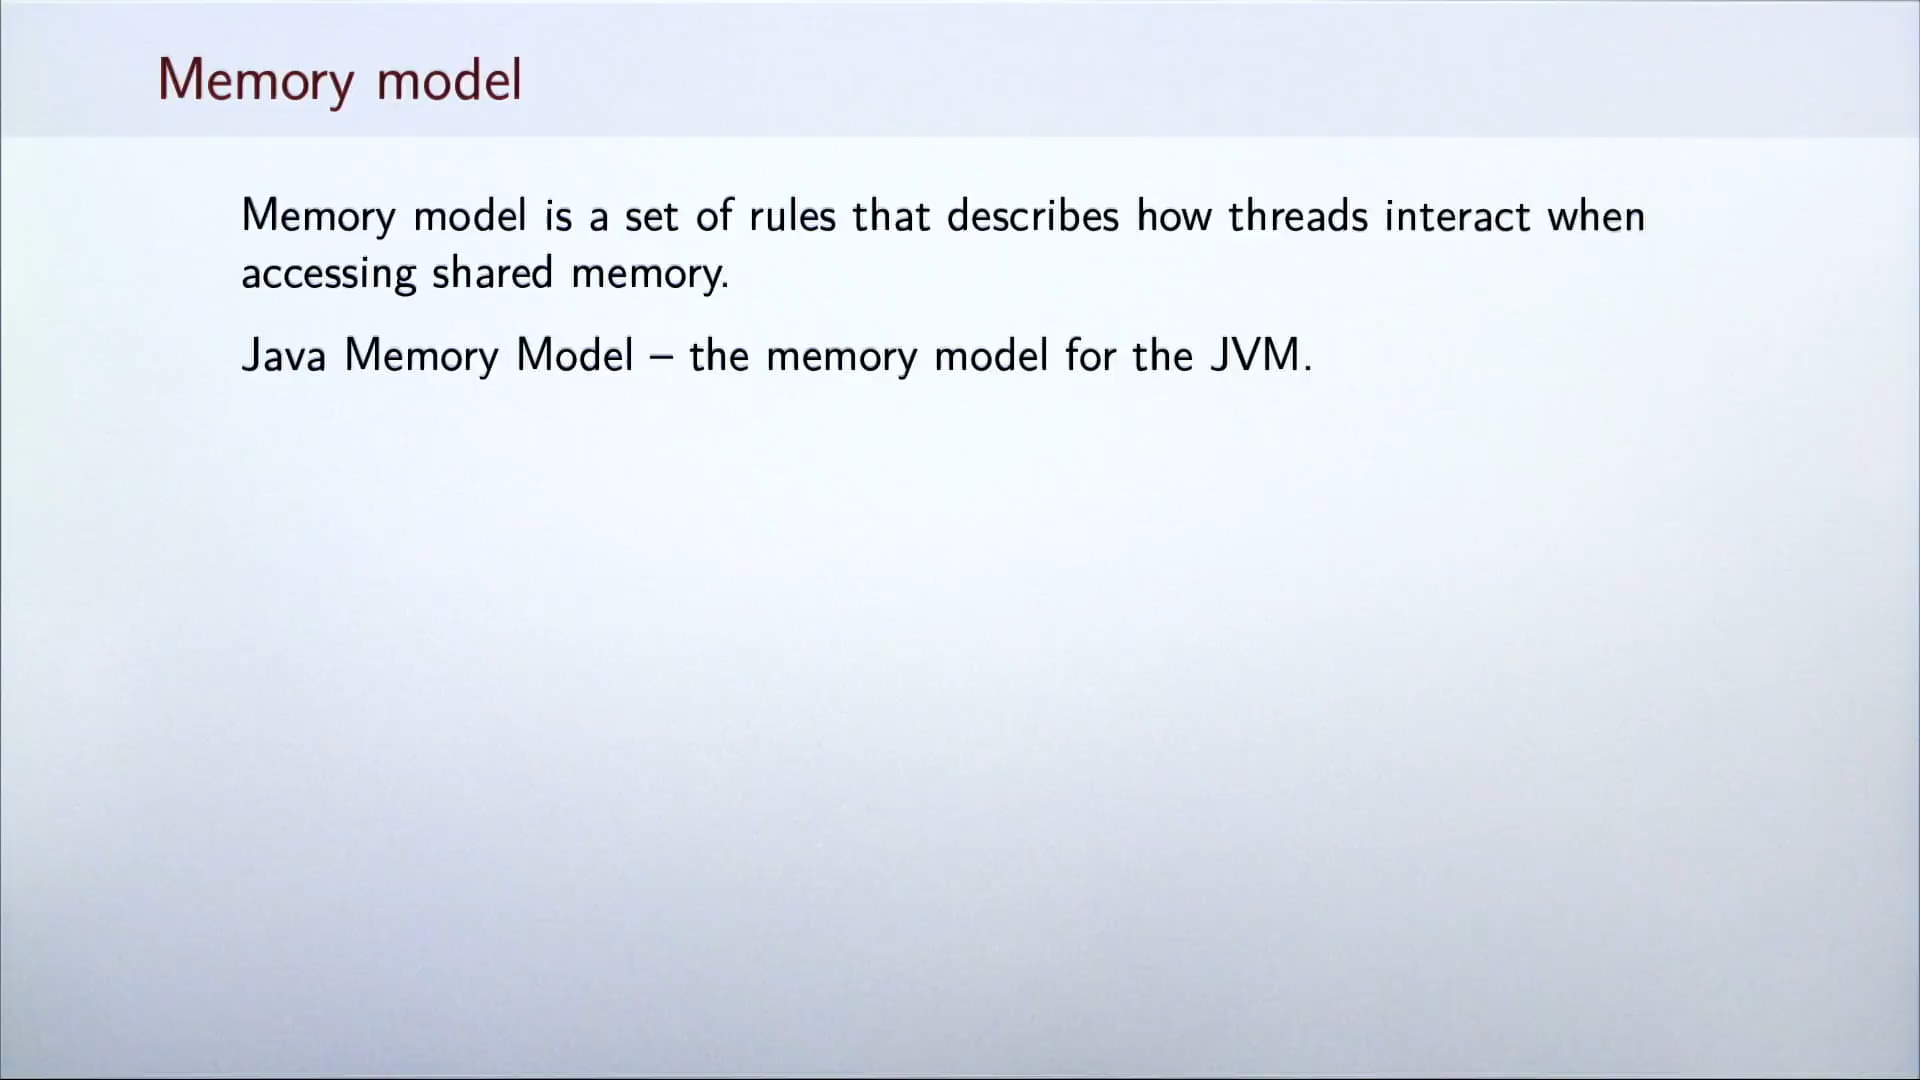 Memory model
Memory model is a set of rules that describes how threads interact when
accessing shared memory.
Java Memory Model – the memory model for the JVM.